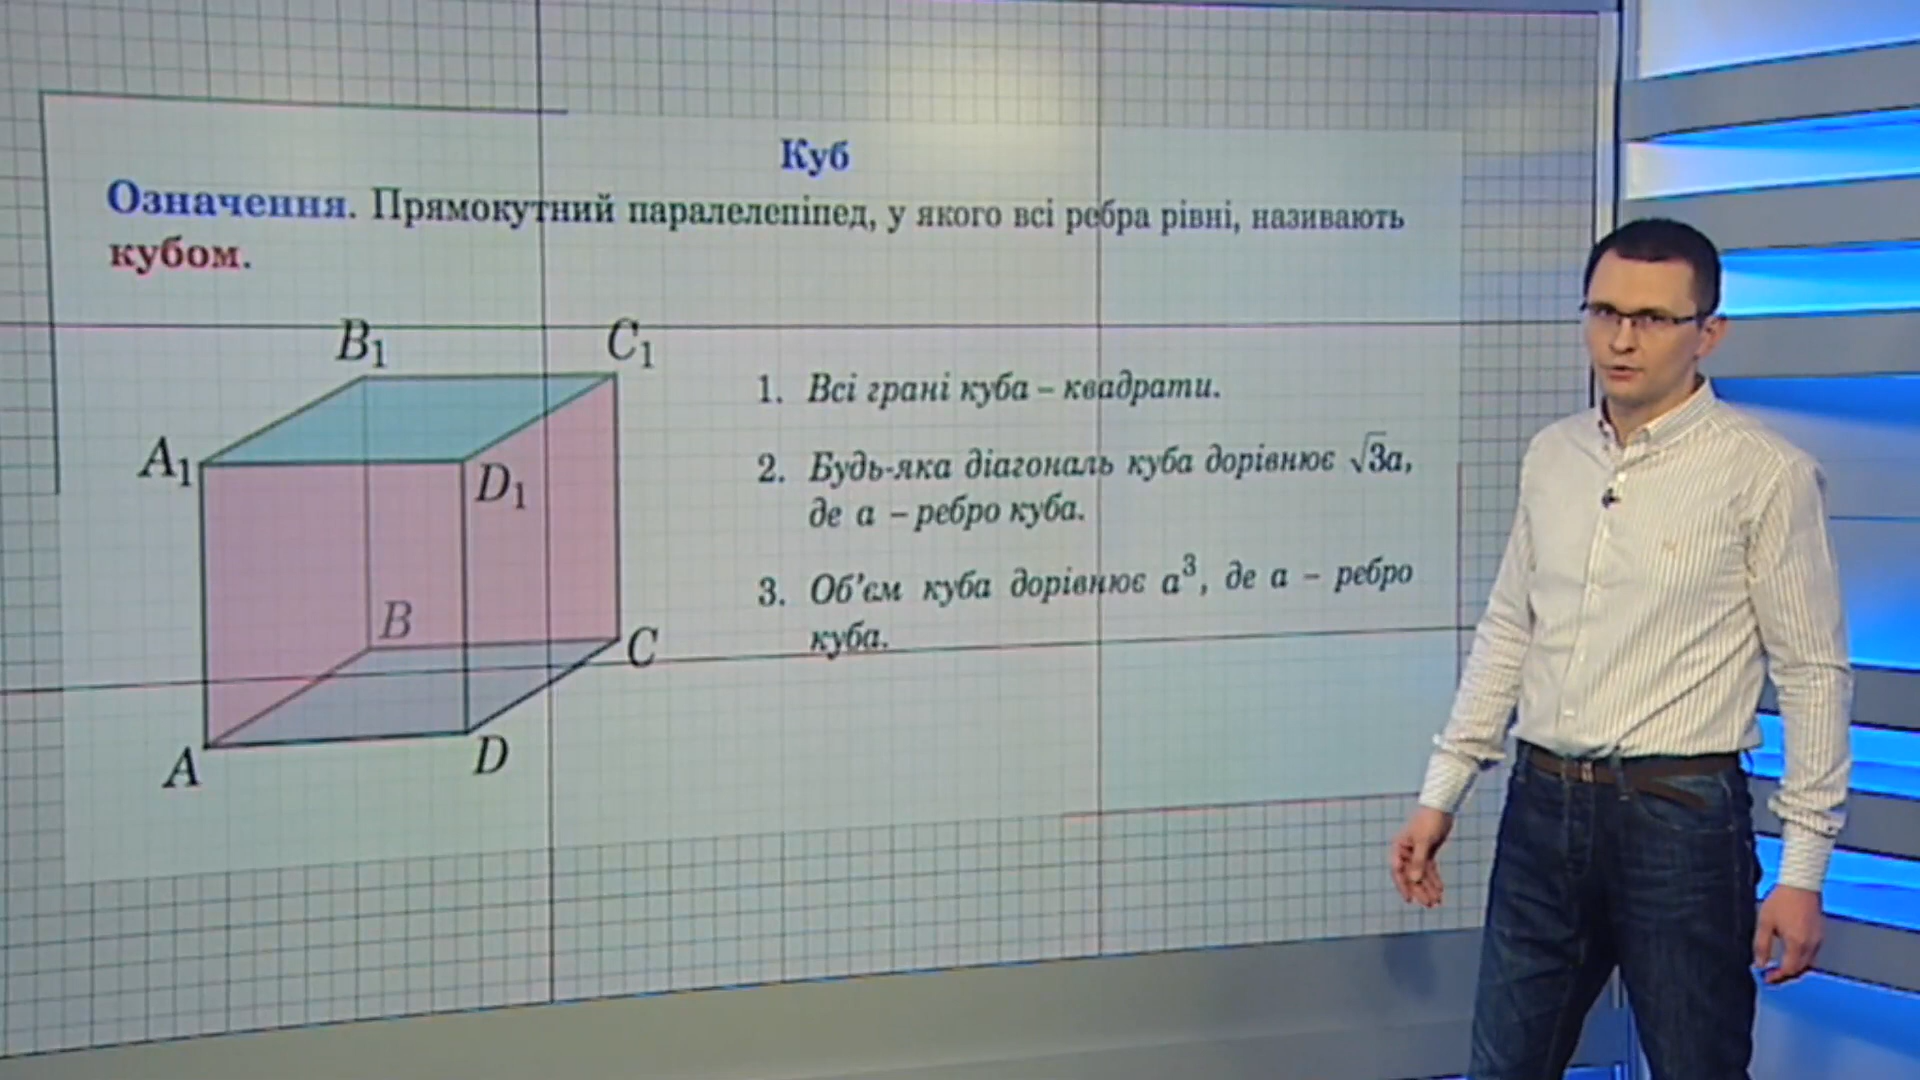 Куб
Означення. Прямокутний паралелепіпед, у якого всі ребра рівні, називають
кубом.
B₁
C₁
A₁
D₁
B
C
A
D
1. Всі грані куба – квадрати.
2. Будь-яка діагональ куба дорівнює √3a,
де a – ребро куба.
3. Об'єм куба дорівнює a³, де a – ребро
куба.